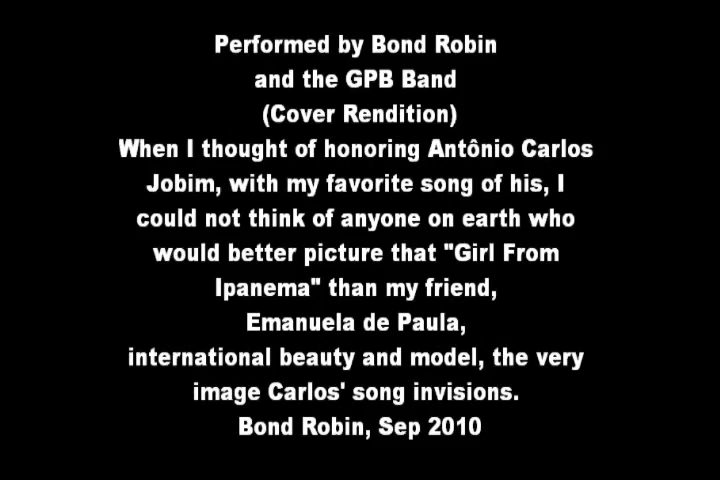 Performed by Bond Robin
and the GPB Band
(Cover Rendition)
When I thought of honoring Antônio Carlos
Jobim, with my favorite song of his, I
could not think of anyone on earth who
would better picture that "Girl From
Ipanema" than my friend,
Emanuela de Paula,
international beauty and model, the very
image Carlos' song invisions.
Bond Robin, Sep 2010